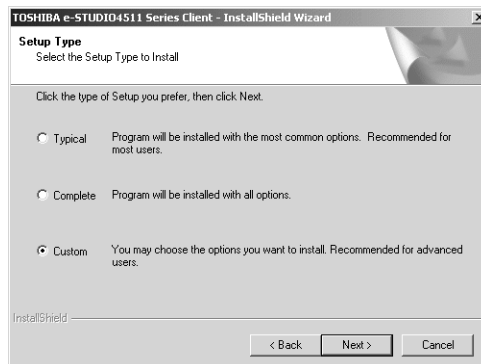 TOSHIBA e-STUDIO4511 Series Client - InstallShield Wizard
Setup Type
Select the Setup Type to Install
Click the type of Setup you prefer, then click Next.
Typical Program will be installed with the most common options. Recommended for
most users.
Complete Program will be installed with all options.
Custom You may choose the options you want to install. Recommended for advanced
users.
InstallShield
< Back Next > Cancel